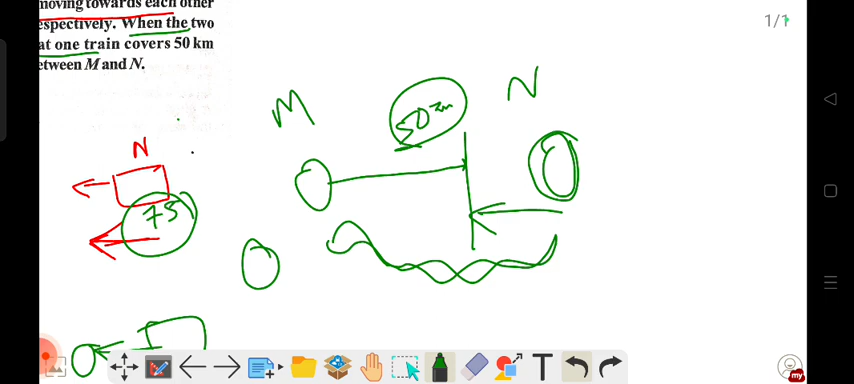 moving towards each other
espectively. When the two
at one train covers 50 km
etween M and N.
1/1
M
50 km
N
N
75
T
my